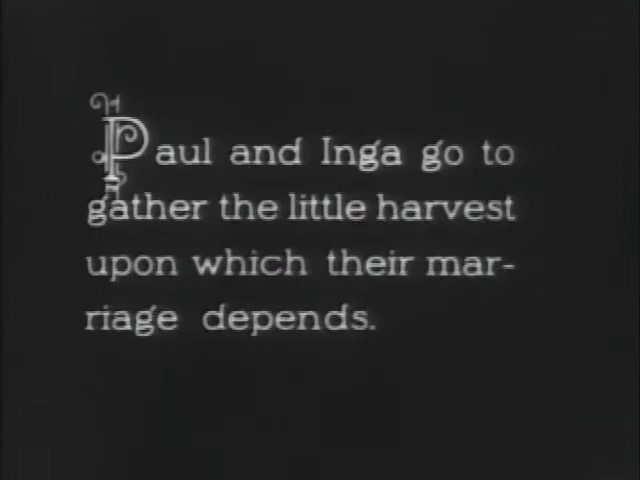 Paul and Inga go to
gather the little harvest
upon which their mar-
riage depends.